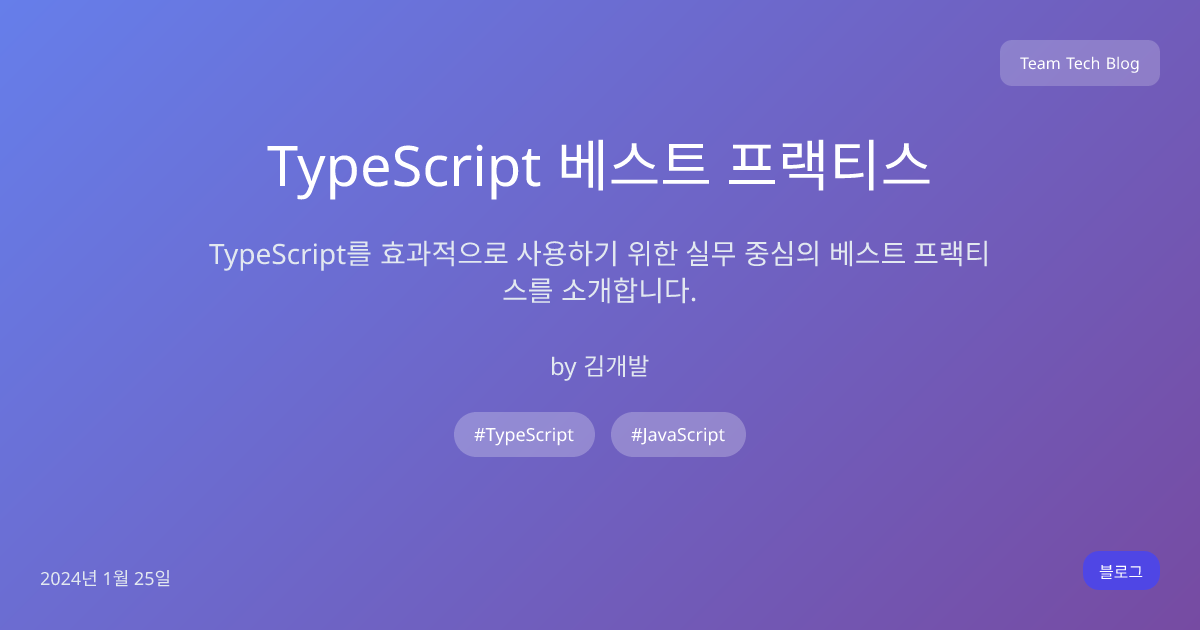 Team Tech Blog
TypeScript 베스트 프랙티스
TypeScript를 효과적으로 사용하기 위한 실무 중심의 베스트 프랙티
스를 소개합니다.
by 김개발
#TypeScript #JavaScript
2024년 1월 25일
블로그